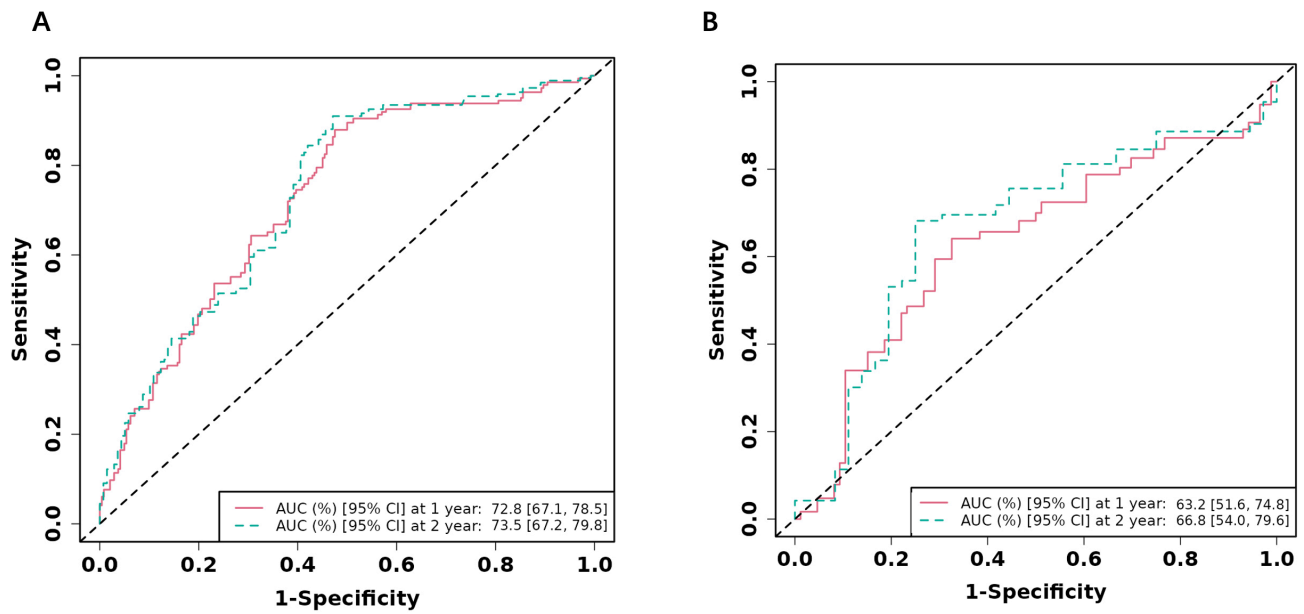 A
B
1.0
0.8
0.6
0.4
0.2
0.0
Sensitivity
AUC (%) [95% CI] at 1 year: 72.8 [67.1, 78.5]
AUC (%) [95% CI] at 2 year: 73.5 [67.2, 79.8]
0.0 0.2 0.4 0.6 0.8 1.0
1-Specificity
1.0
0.8
0.6
0.4
0.2
0.0
Sensitivity
AUC (%) [95% CI] at 1 year: 63.2 [51.6, 74.8]
AUC (%) [95% CI] at 2 year: 66.8 [54.0, 79.6]
0.0 0.2 0.4 0.6 0.8 1.0
1-Specificity